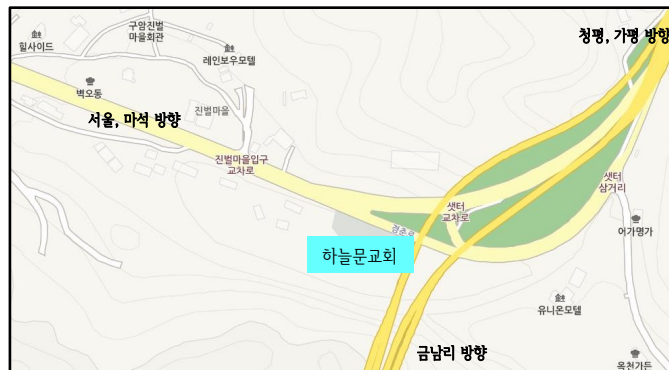 구암진벌
마을회관
힐사이드
레인보우모텔
청평, 가평 방향
벽오동
진벌마을
서울, 마석 방향
진벌마을입구
교차로
샛터
삼거리
샛터
교차로
경춘로
어가명가
하늘문교회
유니온모텔
금남리 방향
옥천가든